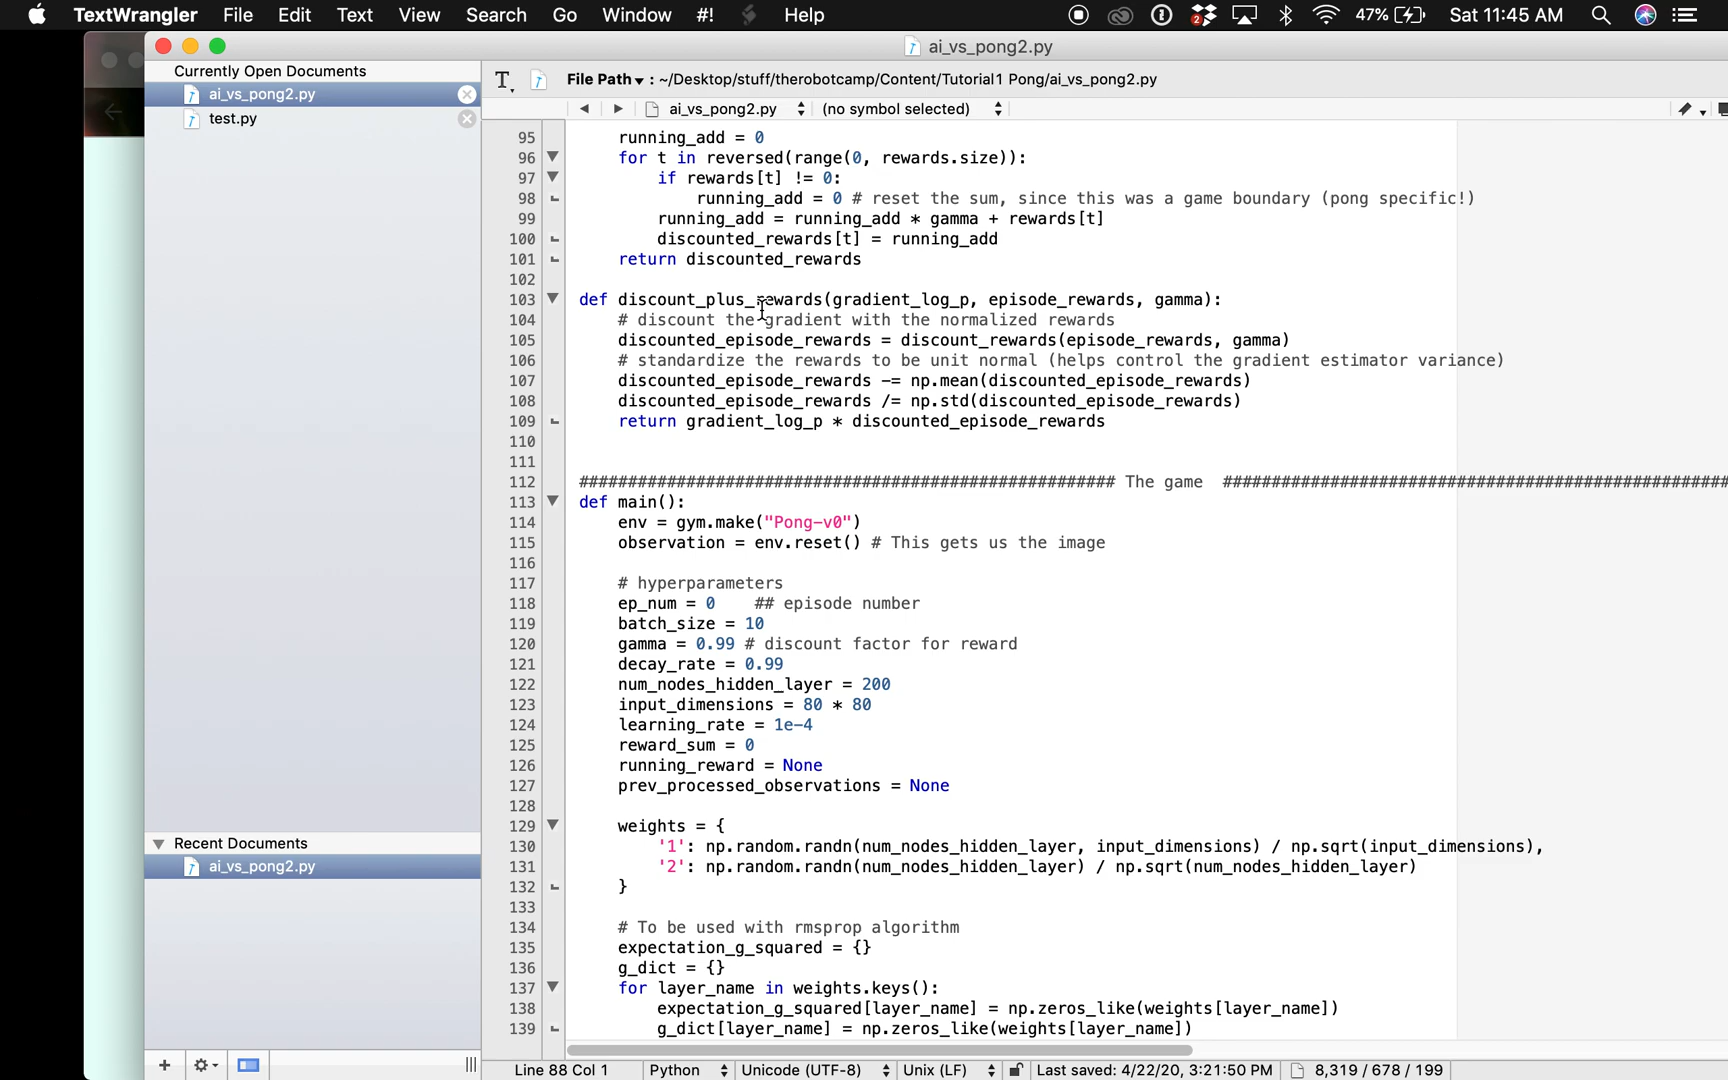 TextWrangler File Edit Text View Search Go Window #! Help 2 47% Sat 11:45 AM
ai_vs_pong2.py
Currently Open Documents
ai_vs_pong2.py
test.py
Recent Documents
ai_vs_pong2.py
File Path : ~/Desktop/stuff/therobotcamp/Content/Tutorial1 Pong/ai_vs_pong2.py
ai_vs_pong2.py (no symbol selected)
95 running_add = 0
96 for t in reversed(range(0, rewards.size)):
97 if rewards[t] != 0:
98 running_add = 0 # reset the sum, since this was a game boundary (pong specific!)
99 running_add = running_add * gamma + rewards[t]
100 discounted_rewards[t] = running_add
101 return discounted_rewards
102
103 def discount_plus_rewards(gradient_log_p, episode_rewards, gamma):
104 # discount the gradient with the normalized rewards
105 discounted_episode_rewards = discount_rewards(episode_rewards, gamma)
106 # standardize the rewards to be unit normal (helps control the gradient estimator variance)
107 discounted_episode_rewards -= np.mean(discounted_episode_rewards)
108 discounted_episode_rewards /= np.std(discounted_episode_rewards)
109 return gradient_log_p * discounted_episode_rewards
110
111
112 ####################################################### The game ####################################################
113 def main():
114 env = gym.make("Pong-v0")
115 observation = env.reset() # This gets us the image
116
117 # hyperparameters
118 ep_num = 0 ## episode number
119 batch_size = 10
120 gamma = 0.99 # discount factor for reward
121 decay_rate = 0.99
122 num_nodes_hidden_layer = 200
123 input_dimensions = 80 * 80
124 learning_rate = 1e-4
125 reward_sum = 0
126 running_reward = None
127 prev_processed_observations = None
128
129 weights = {
130 '1': np.random.randn(num_nodes_hidden_layer, input_dimensions) / np.sqrt(input_dimensions),
131 '2': np.random.randn(num_nodes_hidden_layer) / np.sqrt(num_nodes_hidden_layer)
132 }
133
134 # To be used with rmsprop algorithm
135 expectation_g_squared = {}
136 g_dict = {}
137 for layer_name in weights.keys():
138 expectation_g_squared[layer_name] = np.zeros_like(weights[layer_name])
139 g_dict[layer_name] = np.zeros_like(weights[layer_name])
Line 88 Col 1 Python Unicode (UTF-8) Unix (LF) Last saved: 4/22/20, 3:21:50 PM 8,319 / 678 / 199